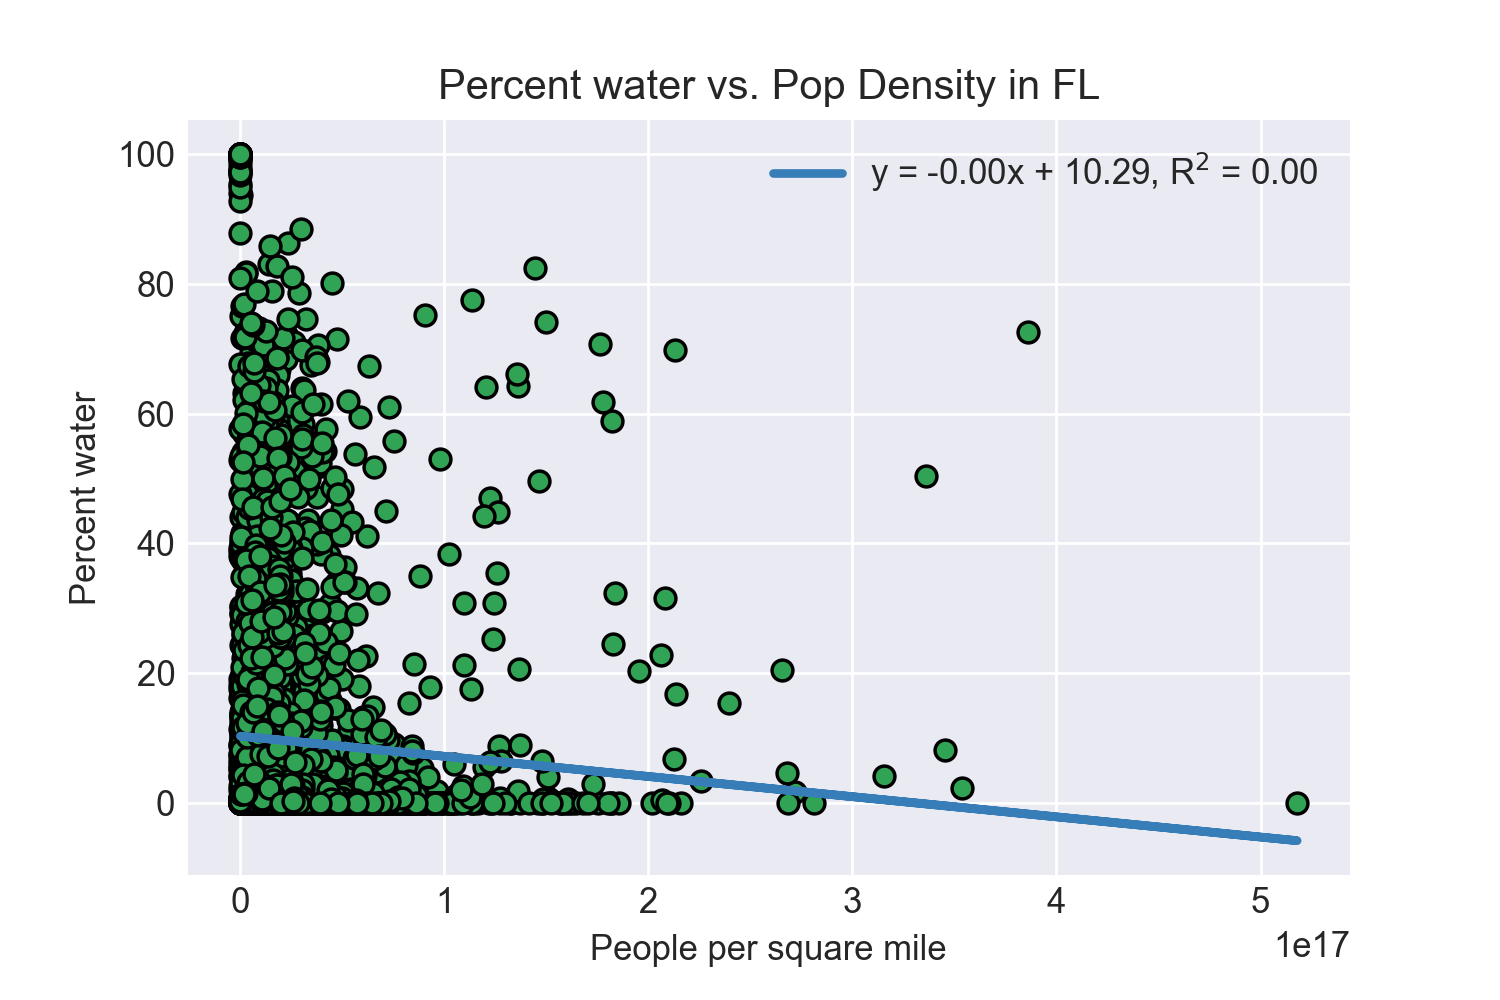 Percent water vs. Pop Density in FL
y = -0.00x + 10.29, R² = 0.00
100
80
60
40
20
0
Percent water
0 1 2 3 4 5
People per square mile
1e17